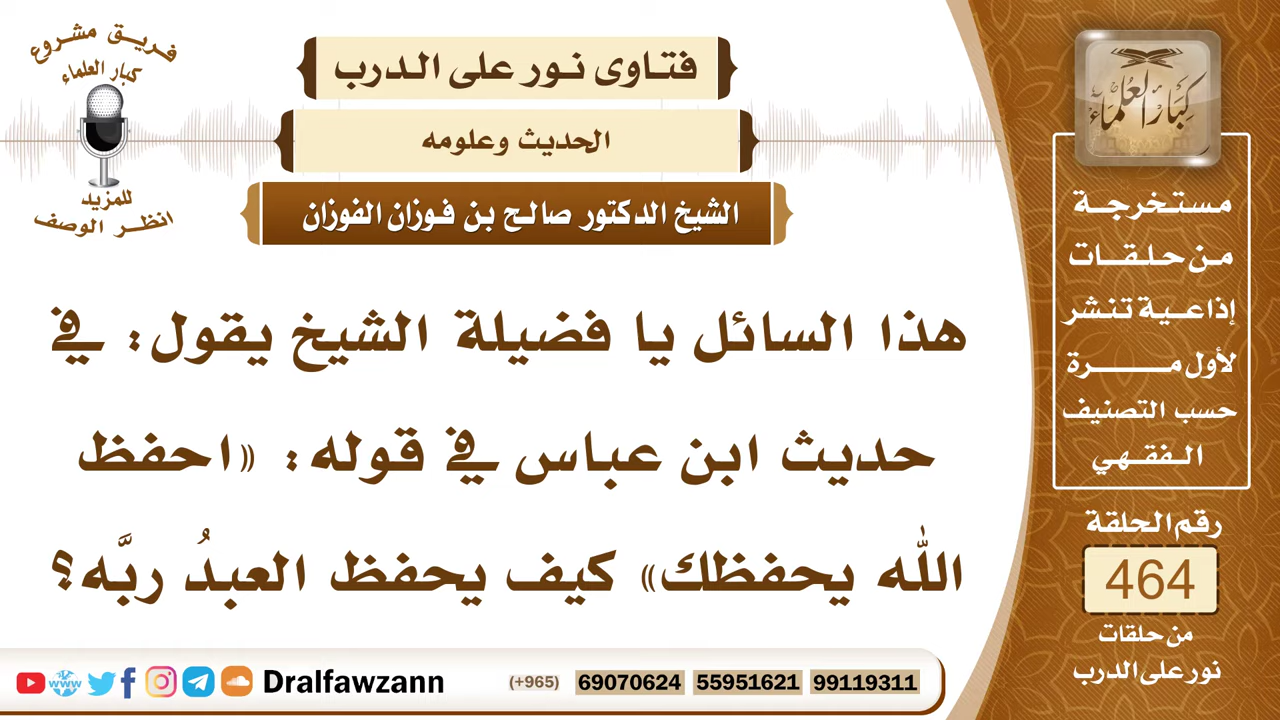 فريق مشروع
كبار العلماء
للمزيد
انظر الوصف
فتاوى نور على الدرب
الحديث وعلومه
الشيخ الدكتور صالح بن فوزان الفوزان
هذا السائل يا فضيلة الشيخ يقول: في
حديث ابن عباس في قوله: «احفظ
الله يحفظك» كيف يحفظ العبدُ ربَّه؟
كبار العلماء
مستخرجة
من حلقات
إذاعية تنشر
لأول مرة
حسب التصنيف
الفقهي
رقم الحلقة
464
من حلقات
نور على الدرب
www Dralfawzann (+965) 69070624 55951621 99119311